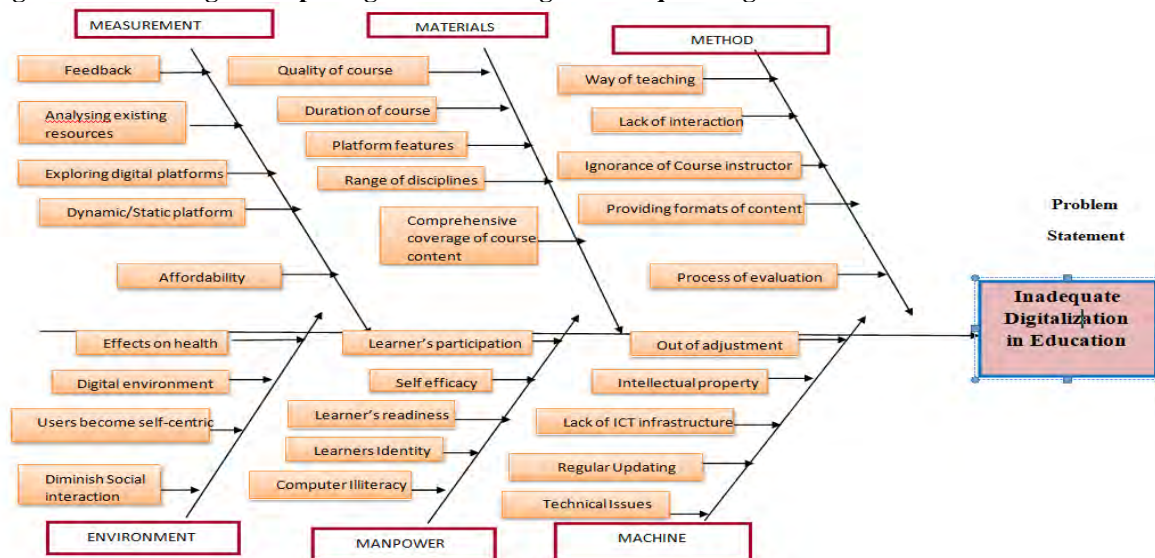 MEASUREMENT
Feedback
Analysing existing
resources
Exploring digital platforms
Dynamic/Static platform
Affordability
MATERIALS
Quality of course
Duration of course
Platform features
Range of disciplines
Comprehensive
coverage of course
content
METHOD
Way of teaching
Lack of interaction
Ignorance of Course instructor
Providing formats of content
Process of evaluation
Problem
Statement
Inadequate
Digitalization
in Education
Effects on health
Digital environment
Users become self-centric
Diminish Social
interaction
ENVIRONMENT
Learner's participation
Self efficacy
Learner's readiness
Learners Identity
Computer Illiteracy
MANPOWER
Out of adjustment
Intellectual property
Lack of ICT infrastructure
Regular Updating
Technical Issues
MACHINE